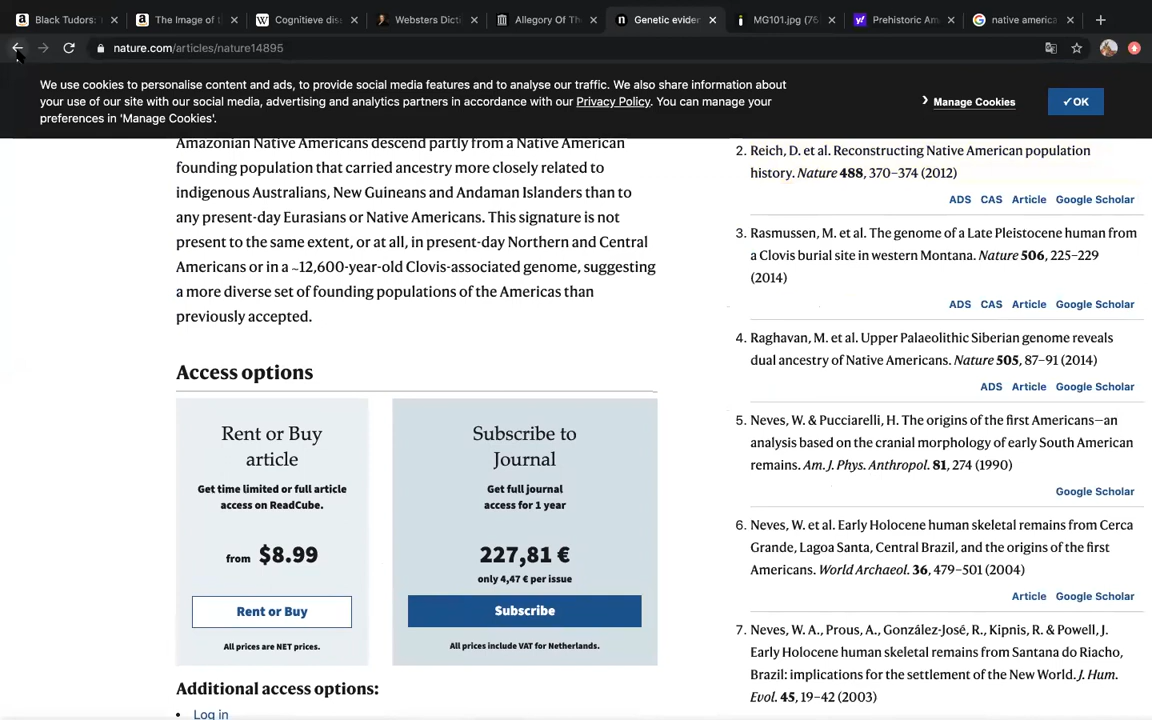 Black Tudors:
The Image of t
Cognitieve dis
Websters Dicti
Allegory Of The
Genetic eviden
MG101.jpg (76
Prehistoric Am
native america
nature.com/articles/nature14895
We use cookies to personalise content and ads, to provide social media features and to analyse our traffic. We also share information
about your use of our site with our social media, advertising and analytics partners in accordance with our Privacy Policy. You can manage your
preferences in 'Manage Cookies'.
Manage Cookies
✓OK
Amazonian Native Americans descend partly from a Native American
founding population that carried ancestry more closely related to
indigenous Australians, New Guineans and Andaman Islanders than to
any present-day Eurasians or Native Americans. This signature is not
present to the same extent, or at all, in present-day Northern and Central
Americans or in a ~12,600-year-old Clovis-associated genome, suggesting
a more diverse set of founding populations of the Americas than
previously accepted.
Access options
Rent or Buy
article
Get time limited or full article
access on ReadCube.
from $8.99
Rent or Buy
All prices are NET prices.
Subscribe to
Journal
Get full journal
access for 1 year
227,81 €
only 4,47 € per issue
Subscribe
All prices include VAT for Netherlands.
Additional access options:
• Log in
2. Reich, D. et al. Reconstructing Native American population
history. Nature 488, 370–374 (2012)
ADS CAS Article Google Scholar
3. Rasmussen, M. et al. The genome of a Late Pleistocene human from
a Clovis burial site in western Montana. Nature 506, 225–229
(2014)
ADS CAS Article Google Scholar
4. Raghavan, M. et al. Upper Palaeolithic Siberian genome reveals
dual ancestry of Native Americans. Nature 505, 87–91 (2014)
ADS Article Google Scholar
5. Neves, W. & Pucciarelli, H. The origins of the first Americans—an
analysis based on the cranial morphology of early South American
remains. Am. J. Phys. Anthropol. 81, 274 (1990)
Google Scholar
6. Neves, W. et al. Early Holocene human skeletal remains from Cerca
Grande, Lagoa Santa, Central Brazil, and the origins of the first
Americans. World Archaeol. 36, 479–501 (2004)
Article Google Scholar
7. Neves, W. A., Prous, A., González-José, R., Kipnis, R. & Powell, J.
Early Holocene human skeletal remains from Santana do Riacho,
Brazil: implications for the settlement of the New World. J. Hum.
Evol. 45, 19–42 (2003)